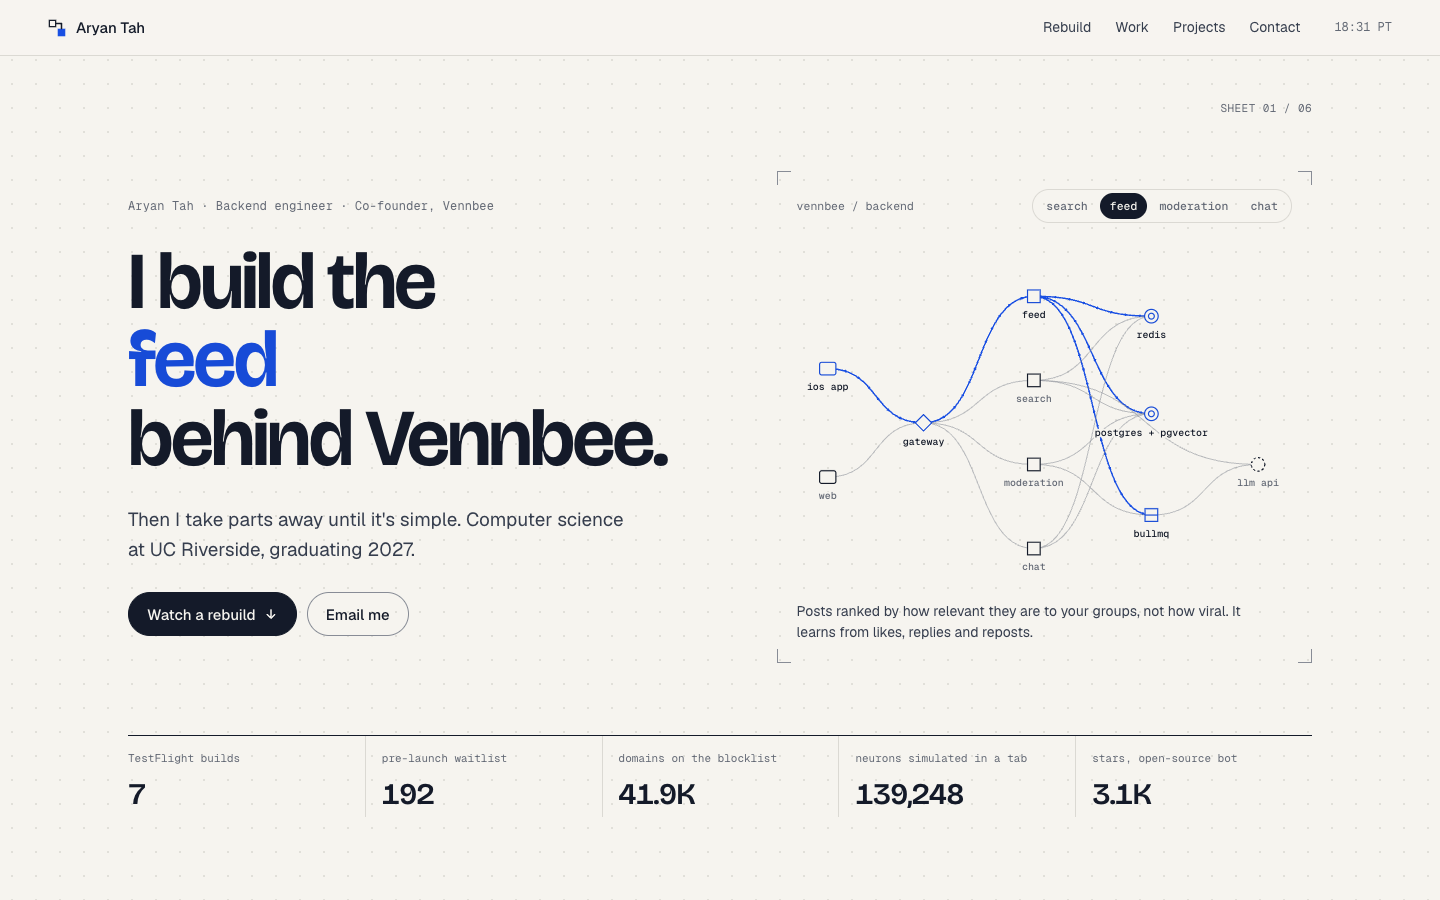 Aryan Tah
Rebuild Work Projects Contact 18:31 PT
SHEET 01 / 06
Aryan Tah · Backend engineer · Co-founder, Vennbee
I build the
feed
behind Vennbee.
Then I take parts away until it's simple. Computer science
at UC Riverside, graduating 2027.
Watch a rebuild ↓ Email me
vennbee / backend
search feed moderation chat
feed
redis
ios app
search
postgres + pgvector
gateway
moderation
llm api
web
bullmq
chat
Posts ranked by how relevant they are to your groups, not how viral. It
learns from likes, replies and reposts.
TestFlight builds
7
pre-launch waitlist
192
domains on the blocklist
41.9K
neurons simulated in a tab
139,248
stars, open-source bot
3.1K